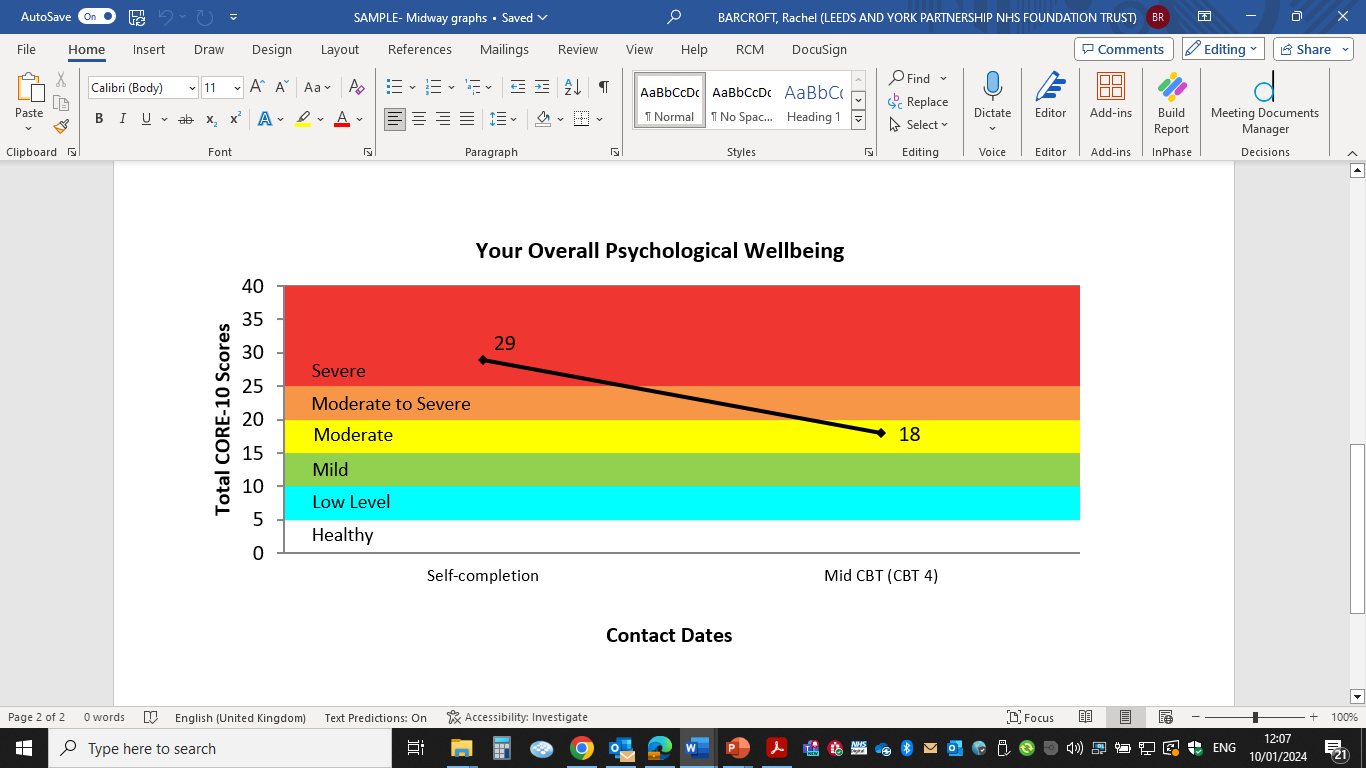 AutoSave On SAMPLE- Midway graphs • Saved BARCROFT, Rachel (LEEDS AND YORK PARTNERSHIP NHS FOUNDATION TRUST) BR
File Home Insert Draw Design Layout References Mailings Review View Help RCM DocuSign Comments Editing Share
Paste
Clipboard
Calibri (Body) 11 A A Aa A
B I U ab x₂ x² A A
Font
Paragraph
AaBbCcDc AaBbCcDc AaBbCc
¶ Normal ¶ No Spac... Heading 1
Styles
Find
Replace
Select
Editing
Dictate
Voice
Editor
Editor
Add-ins
Add-ins
Build
Report
InPhase
Meeting Documents
Manager
Decisions
Your Overall Psychological Wellbeing
Total CORE-10 Scores
40
35
30
25
20
15
10
5
0
29
Severe
Moderate to Severe
Moderate
18
Mild
Low Level
Healthy
Self-completion Mid CBT (CBT 4)
Contact Dates
Page 2 of 2 0 words English (United Kingdom) Text Predictions: On Accessibility: Investigate Focus 100%
Type here to search
ENG
12:07
10/01/2024
21